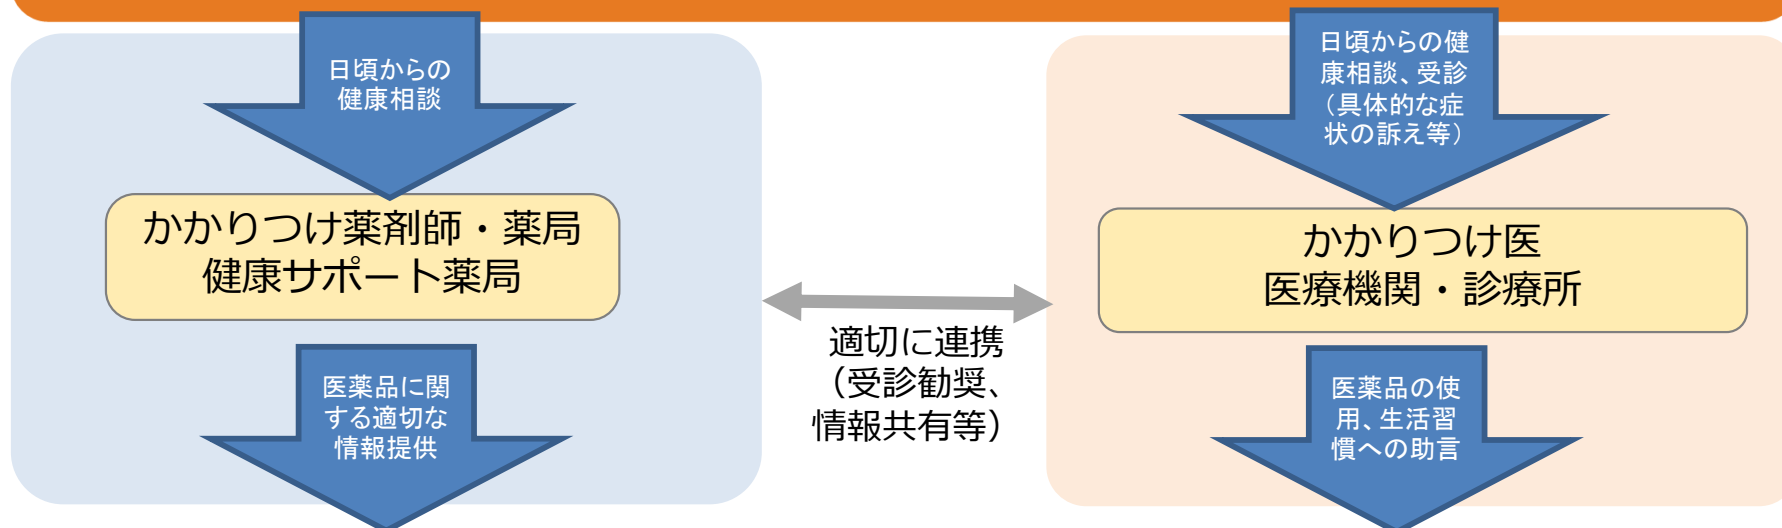 日頃からの
健康相談
かかりつけ薬剤師・薬局
健康サポート薬局
医薬品に関
する適切な
情報提供
適切に連携
（受診勧奨、
情報共有等）
日頃からの健
康相談、受診
（具体的な症
状の訴え等）
かかりつけ医
医療機関・診療所
医薬品の使
用、生活習
慣への助言